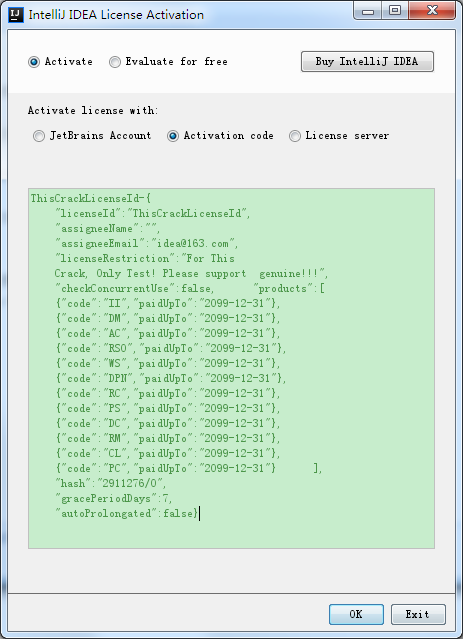 IntelliJ IDEA License Activation
Activate Evaluate for free Buy IntelliJ IDEA
Activate license with:
JetBrains Account Activation code License server
ThisCrackLicenseId-{
"licenseId":"ThisCrackLicenseId",
"assigneeName":"",
"assigneeEmail":"idea@163.com",
"licenseRestriction":"For This
Crack, Only Test! Please support genuine!!!",
"checkConcurrentUse":false, "products":[
{"code":"II","paidUpTo":"2099-12-31"},
{"code":"DM","paidUpTo":"2099-12-31"},
{"code":"AC","paidUpTo":"2099-12-31"},
{"code":"RS0","paidUpTo":"2099-12-31"},
{"code":"WS","paidUpTo":"2099-12-31"},
{"code":"DPN","paidUpTo":"2099-12-31"},
{"code":"RC","paidUpTo":"2099-12-31"},
{"code":"PS","paidUpTo":"2099-12-31"},
{"code":"DC","paidUpTo":"2099-12-31"},
{"code":"RM","paidUpTo":"2099-12-31"},
{"code":"CL","paidUpTo":"2099-12-31"},
{"code":"PC","paidUpTo":"2099-12-31"} ],
"hash":"2911276/0",
"gracePeriodDays":7,
"autoProlongated":false}
OK Exit